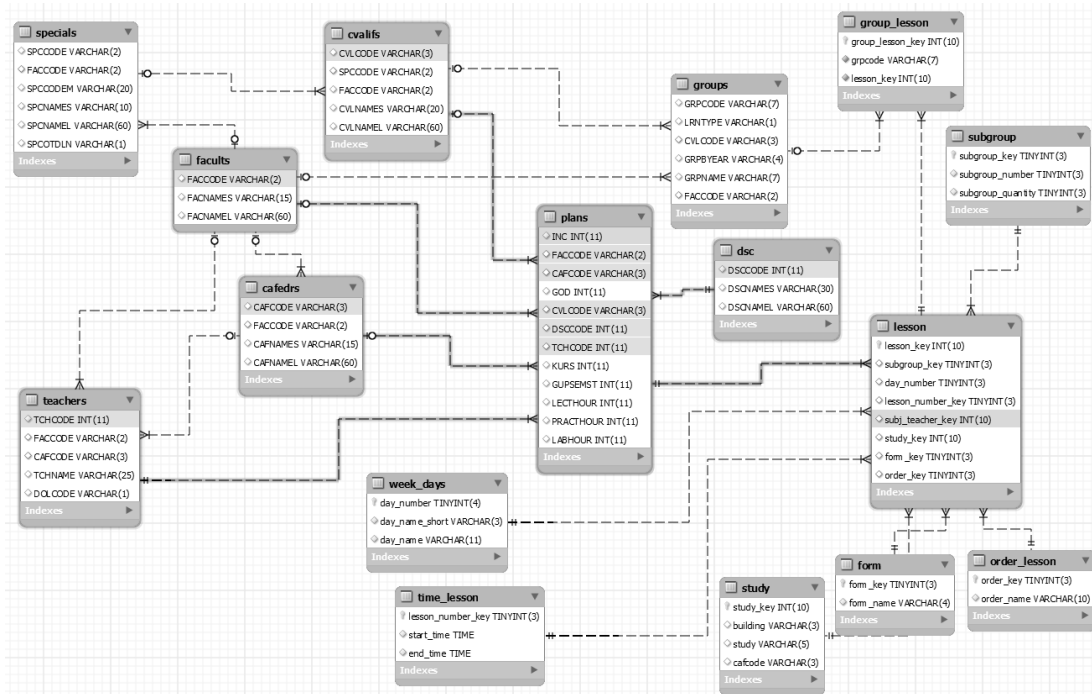 specials
SPCCODE VARCHAR(2)
FACCODE VARCHAR(2)
SPCCODEM VARCHAR(20)
SPCNAMES VARCHAR(10)
SPCNAMEL VARCHAR(60)
SPCOTDLN VARCHAR(1)
Indexes
cvalifs
CVLCODE VARCHAR(3)
SPCCODE VARCHAR(2)
FACCODE VARCHAR(2)
CVLNAMES VARCHAR(20)
CVLNAMEL VARCHAR(60)
Indexes
group_lesson
group_lesson_key INT(10)
grpcode VARCHAR(7)
lesson_key INT(10)
Indexes
groups
GRPCODE VARCHAR(7)
LRNTYPE VARCHAR(1)
CVLCODE VARCHAR(3)
GRPBYEAR VARCHAR(4)
GRPNAME VARCHAR(7)
FACCODE VARCHAR(2)
Indexes
subgroup
subgroup_key TINYINT(3)
subgroup_number TINYINT(3)
subgroup_quantity TINYINT(3)
Indexes
facults
FACCODE VARCHAR(2)
FACNAMES VARCHAR(15)
FACNAMEL VARCHAR(60)
Indexes
plans
INC INT(11)
FACCODE VARCHAR(2)
CAFCODE VARCHAR(3)
GOD INT(11)
CVLCODE VARCHAR(3)
DSCCODE INT(11)
TCHCODE INT(11)
KURS INT(11)
GUPSEMST INT(11)
LECTHOUR INT(11)
PRACTHOUR INT(11)
LABHOUR INT(11)
Indexes
dsc
DSCCODE INT(11)
DSCNAMES VARCHAR(30)
DSCNAMEL VARCHAR(60)
Indexes
cafedrs
CAFCODE VARCHAR(3)
FACCODE VARCHAR(2)
CAFNAMES VARCHAR(15)
CAFNAMEL VARCHAR(60)
Indexes
lesson
lesson_key INT(10)
subgroup_key TINYINT(3)
day_number TINYINT(3)
lesson_number_key TINYINT(3)
subj_teacher_key INT(10)
study_key INT(10)
form_key TINYINT(3)
order_key TINYINT(3)
Indexes
teachers
TCHCODE INT(11)
FACCODE VARCHAR(2)
CAFCODE VARCHAR(3)
TCHNAME VARCHAR(25)
DOLCODE VARCHAR(1)
Indexes
week_days
day_number TINYINT(4)
day_name_short VARCHAR(3)
day_name VARCHAR(11)
Indexes
time_lesson
lesson_number_key TINYINT(3)
start_time TIME
end_time TIME
Indexes
study
study_key INT(10)
building VARCHAR(3)
study VARCHAR(5)
cafcode VARCHAR(3)
Indexes
form
form_key TINYINT(3)
form_name VARCHAR(4)
Indexes
order_lesson
order_key TINYINT(3)
order_name VARCHAR(10)
Indexes